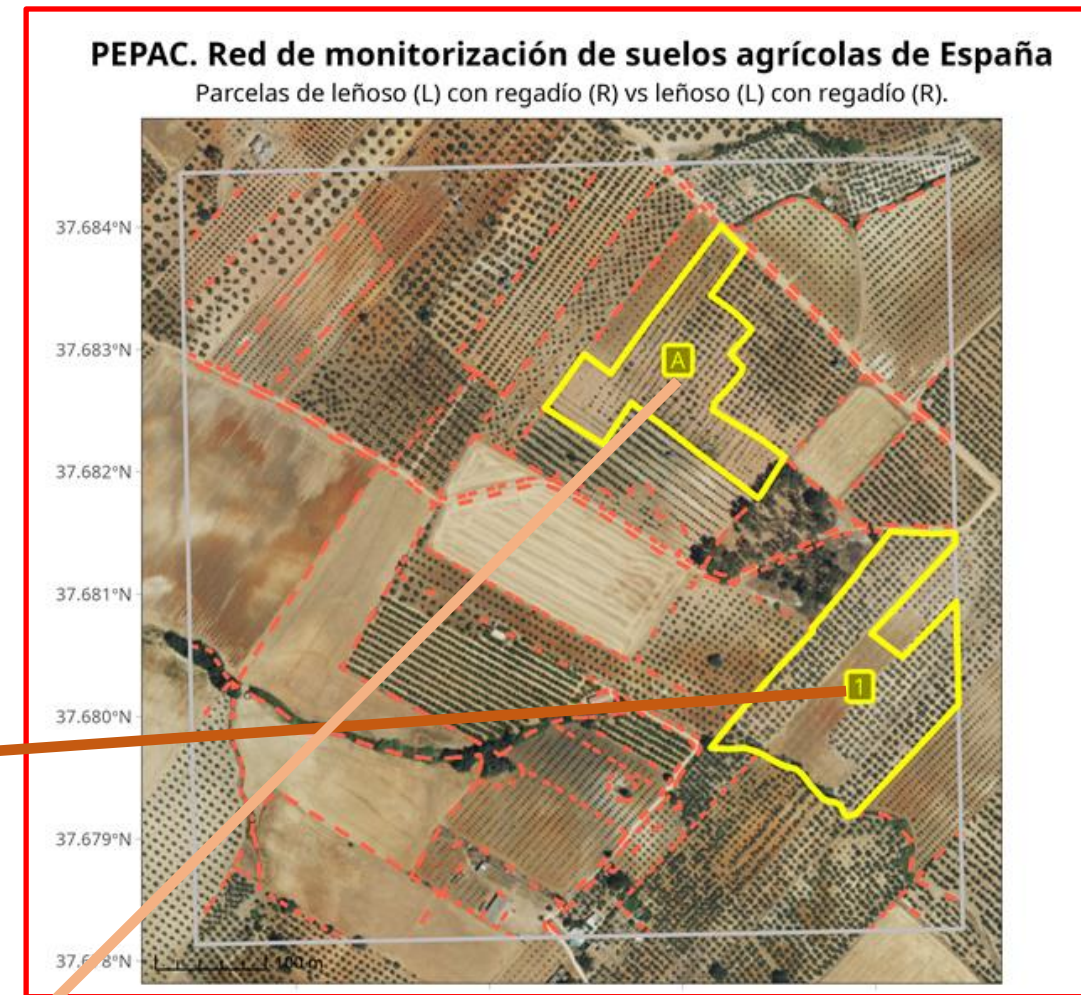 PEPAC. Red de monitorización de suelos agrícolas de España
Parcelas de leñoso (L) con regadío (R) vs leñoso (L) con regadío (R).
37.684°N
37.683°N
A
37.682°N
37.681°N
1
37.680°N
37.679°N
100 m